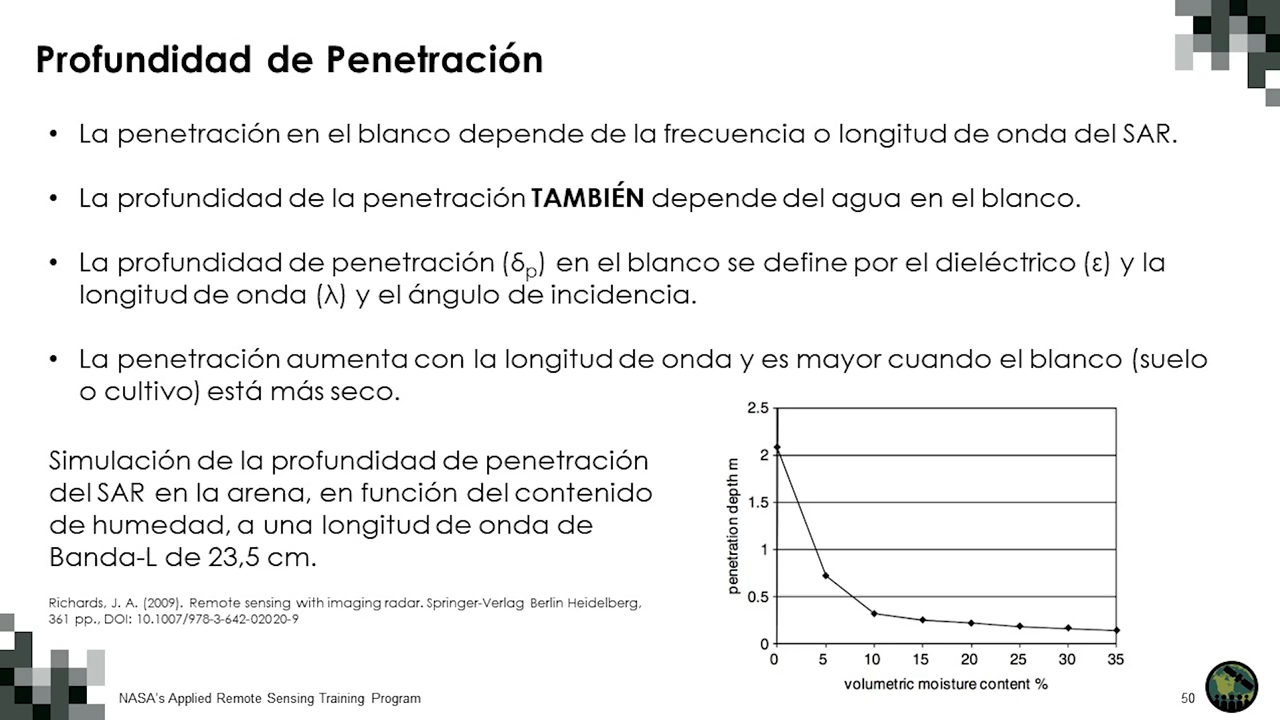 Profundidad de Penetración
• La penetración en el blanco depende de la frecuencia o longitud de onda del SAR.
• La profundidad de la penetración TAMBIÉN depende del agua en el blanco.
• La profundidad de penetración (δp) en el blanco se define por el dieléctrico (ε) y la
longitud de onda (λ) y el ángulo de incidencia.
• La penetración aumenta con la longitud de onda y es mayor cuando el blanco (suelo
o cultivo) está más seco.
Simulación de la profundidad de penetración
del SAR en la arena, en función del contenido
de humedad, a una longitud de onda de
Banda-L de 23,5 cm.
Richards, J. A. (2009). Remote sensing with imaging radar. Springer-Verlag Berlin Heidelberg,
361 pp., DOI: 10.1007/978-3-642-02020-9
penetration depth m
2.5
2
1.5
1
0.5
0
0 5 10 15 20 25 30 35
volumetric moisture content %
NASA's Applied Remote Sensing Training Program
50